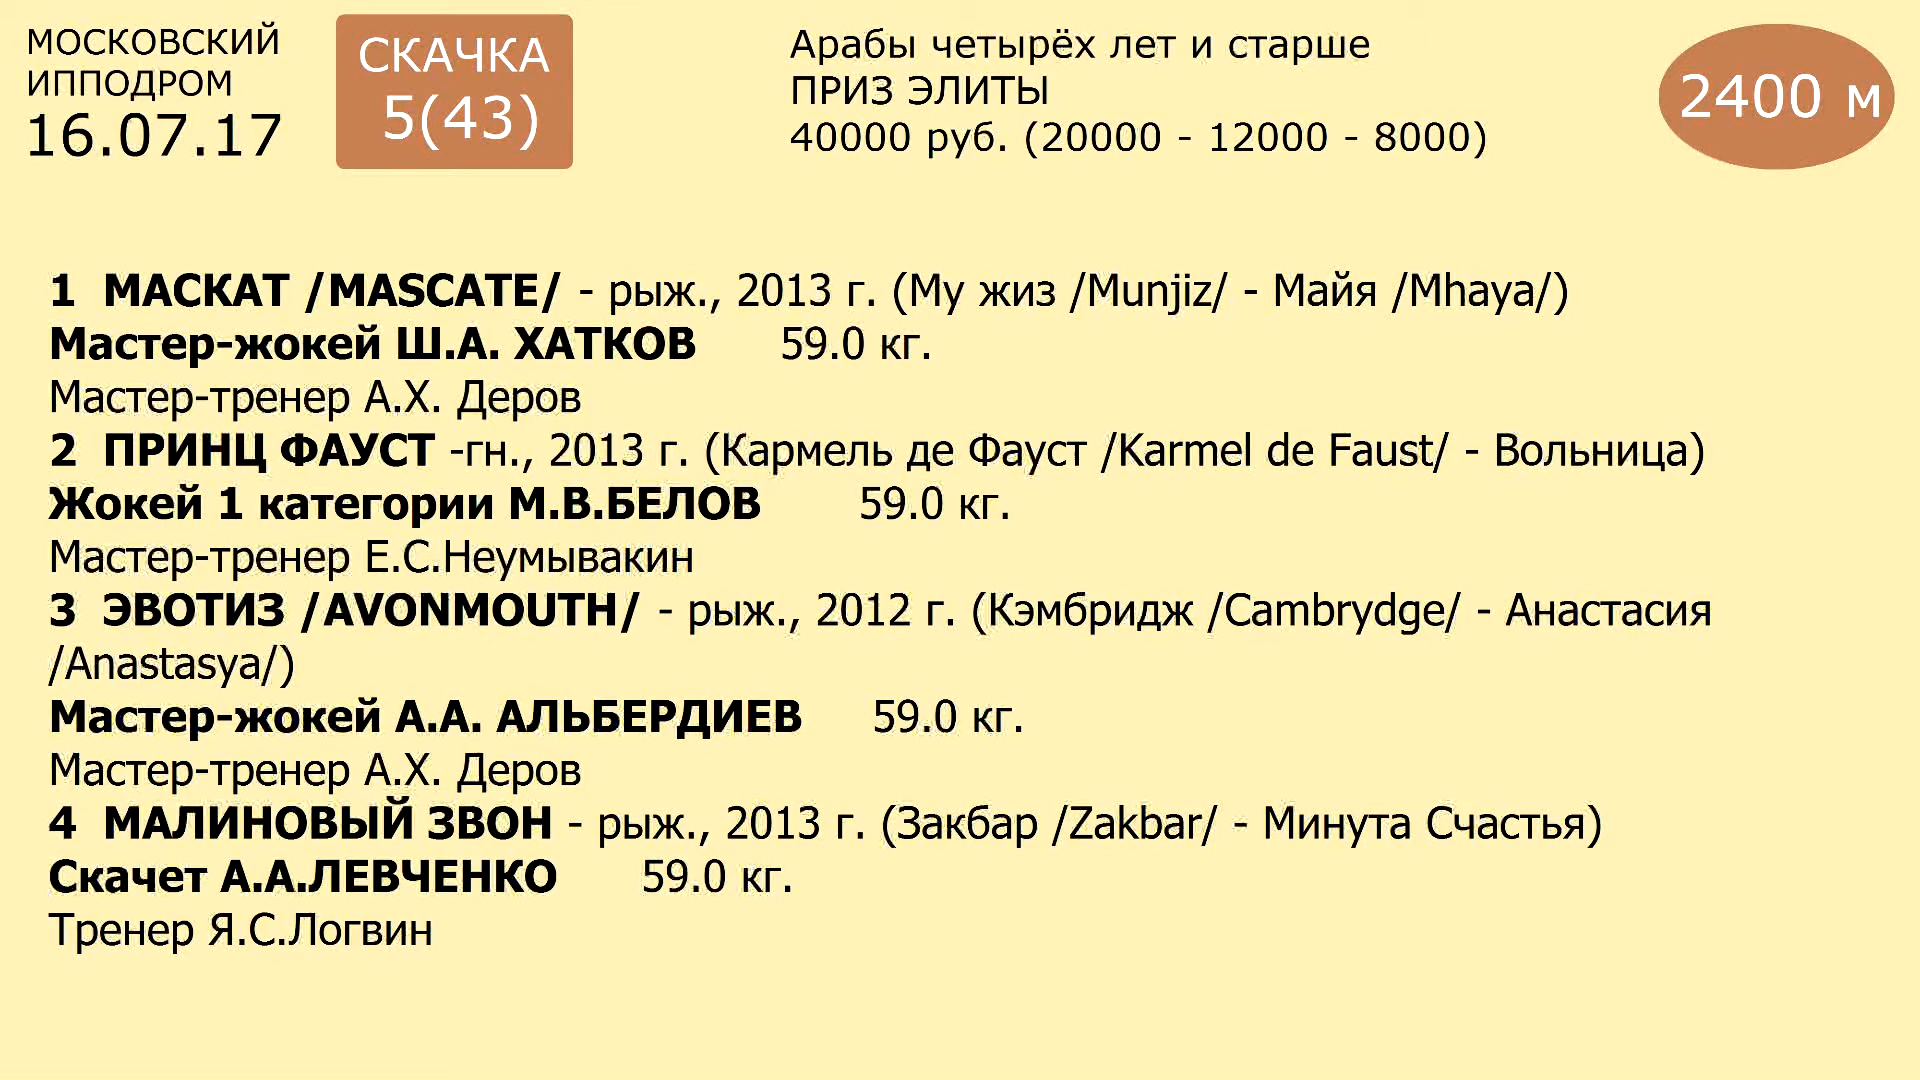 МОСКОВСКИЙ
ИППОДРОМ
16.07.17
СКАЧКА
5(43)
Арабы четырёх лет и старше
ПРИЗ ЭЛИТЫ
40000 руб. (20000 - 12000 - 8000)
2400 м
1 МАСКАТ /MASCATE/ - рыж., 2013 г. (Му жиз /Munjiz/ - Майя /Mhaya/)
Мастер-жокей Ш.А. ХАТКОВ 59.0 кг.
Мастер-тренер А.Х. Деров
2 ПРИНЦ ФАУСТ -гн., 2013 г. (Кармель де Фауст /Karmel de Faust/ - Вольница)
Жокей 1 категории М.В.БЕЛОВ 59.0 кг.
Мастер-тренер Е.С.Неумывакин
3 ЭВОТИЗ /AVONMOUTH/ - рыж., 2012 г. (Кэмбридж /Cambrydge/ - Анастасия
/Anastasya/)
Мастер-жокей А.А. АЛЬБЕРДИЕВ 59.0 кг.
Мастер-тренер А.Х. Деров
4 МАЛИНОВЫЙ ЗВОН - рыж., 2013 г. (Закбар /Zakbar/ - Минута Счастья)
Скачет А.А.ЛЕВЧЕНКО 59.0 кг.
Тренер Я.С.Логвин